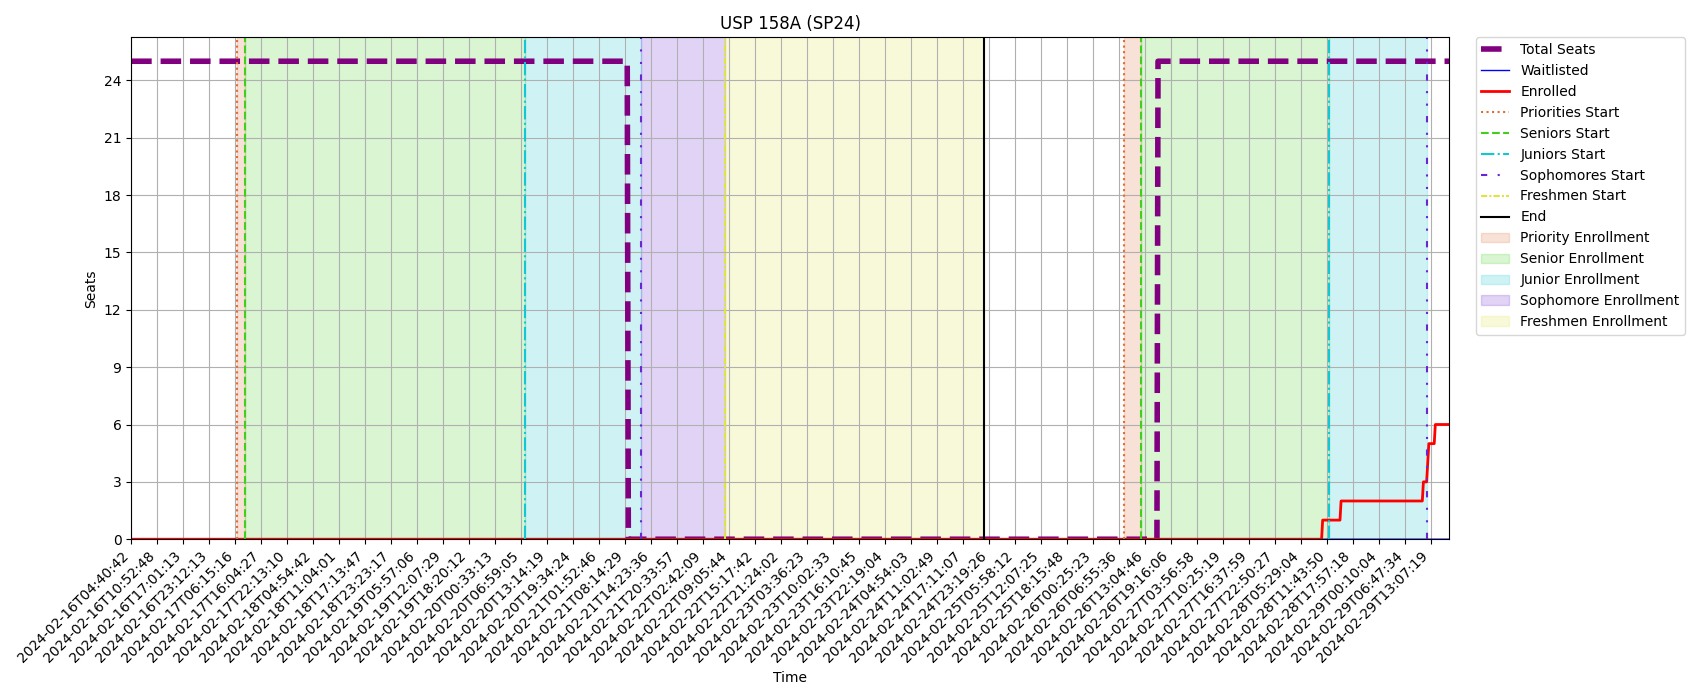 USP 158A (SP24)
Seats
24
21
18
15
12
9
6
3
0
2024-02-16T04:40:42
2024-02-16T10:52:48
2024-02-16T17:01:13
2024-02-16T23:12:13
2024-02-17T06:15:16
2024-02-17T16:04:27
2024-02-17T22:13:10
2024-02-18T04:54:42
2024-02-18T11:04:01
2024-02-18T17:13:47
2024-02-18T23:23:17
2024-02-19T05:57:06
2024-02-19T12:07:29
2024-02-19T18:20:12
2024-02-20T00:33:13
2024-02-20T06:59:05
2024-02-20T13:14:19
2024-02-20T19:34:24
2024-02-21T01:52:46
2024-02-21T08:14:29
2024-02-21T14:23:36
2024-02-21T20:33:57
2024-02-22T02:42:09
2024-02-22T09:05:44
2024-02-22T15:17:42
2024-02-22T21:24:02
2024-02-23T03:36:23
2024-02-23T10:02:33
2024-02-23T16:10:45
2024-02-23T22:19:04
2024-02-24T04:54:03
2024-02-24T11:02:49
2024-02-24T17:11:07
2024-02-24T23:19:26
2024-02-25T05:58:12
2024-02-25T12:07:25
2024-02-25T18:15:48
2024-02-26T00:25:23
2024-02-26T06:55:36
2024-02-26T13:04:46
2024-02-26T19:16:06
2024-02-27T03:56:58
2024-02-27T10:25:19
2024-02-27T16:37:59
2024-02-27T22:50:27
2024-02-28T05:29:04
2024-02-28T11:43:50
2024-02-28T17:57:18
2024-02-29T00:10:04
2024-02-29T06:47:34
2024-02-29T13:07:19
Time
Total Seats
Waitlisted
Enrolled
Priorities Start
Seniors Start
Juniors Start
Sophomores Start
Freshmen Start
End
Priority Enrollment
Senior Enrollment
Junior Enrollment
Sophomore Enrollment
Freshmen Enrollment